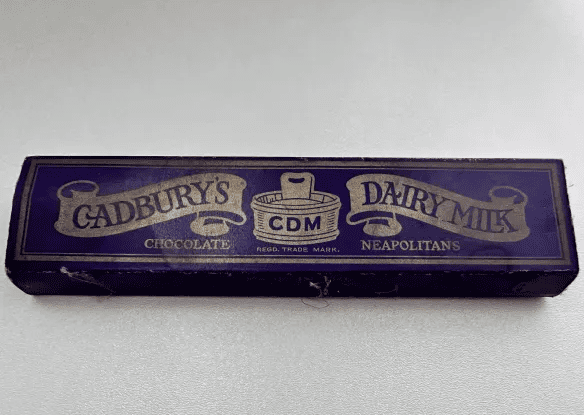 CADBURY'S
DAIRY MILK
CDM
CHOCOLATE
REGD. TRADE MARK.
NEAPOLITANS